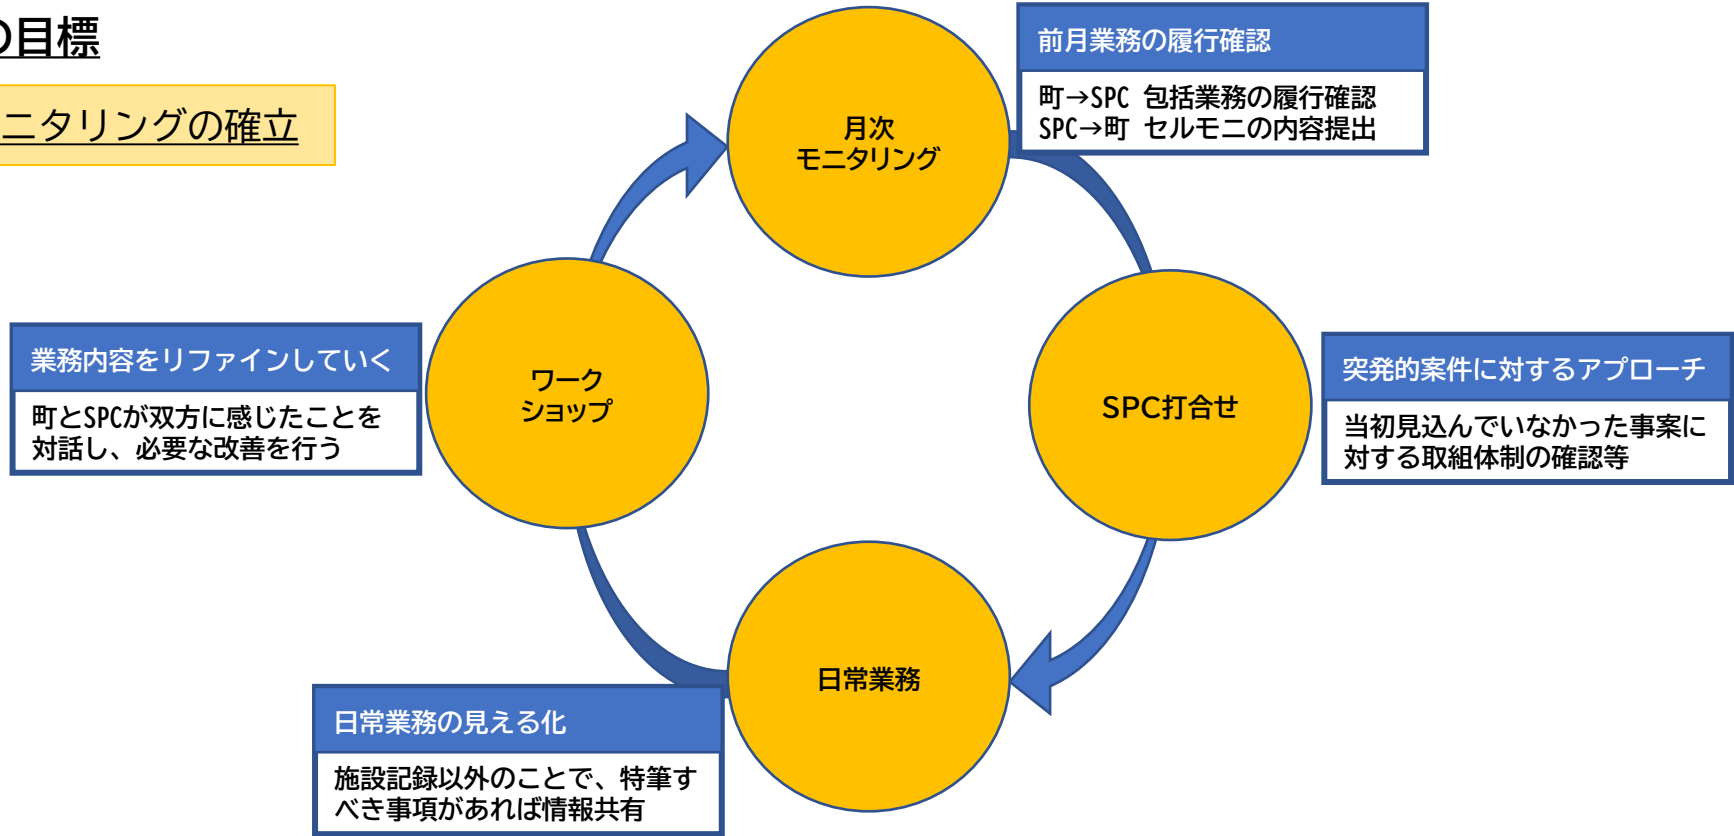 の目標
ニタリングの確立
月次
モニタリング
前月業務の履行確認
町→SPC 包括業務の履行確認
SPC→町 セルモニの内容提出
SPC打合せ
突発的案件に対するアプローチ
当初見込んでいなかった事案に
対する取組体制の確認等
日常業務
日常業務の見える化
施設記録以外のことで、特筆す
べき事項があれば情報共有
ワーク
ショップ
業務内容をリファインしていく
町とSPCが双方に感じたことを
対話し、必要な改善を行う